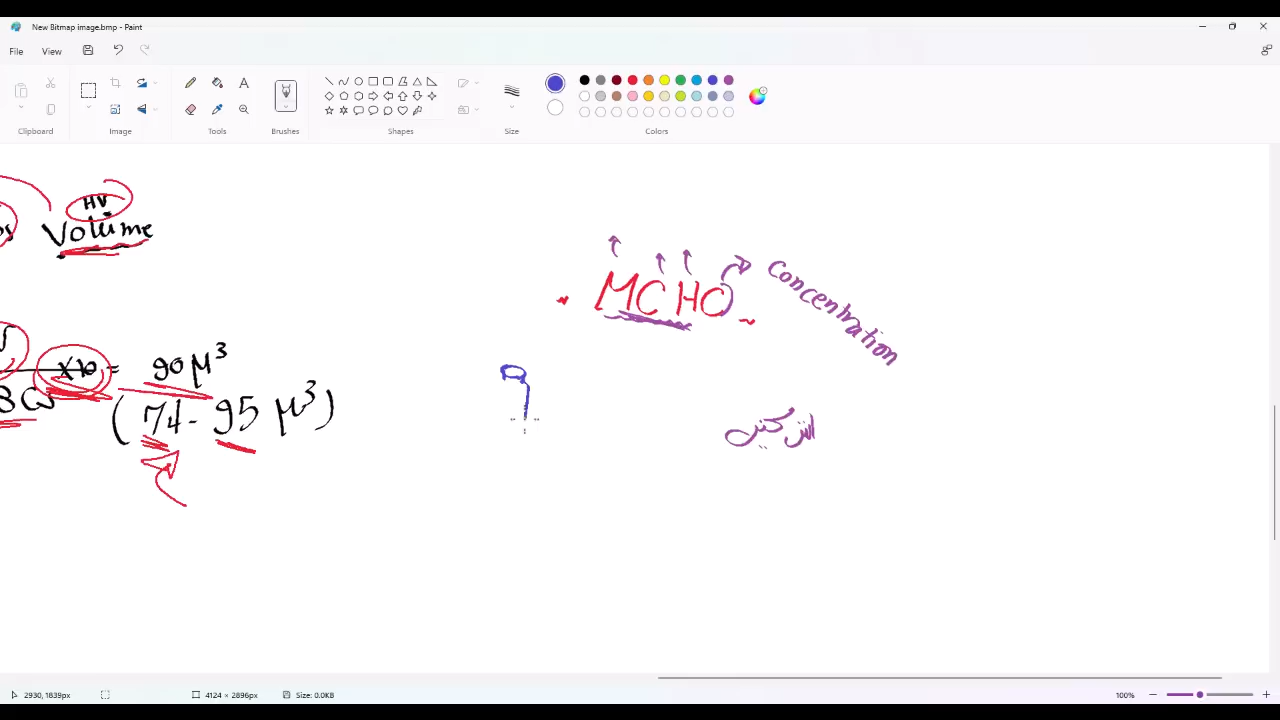 New Bitmap image.bmp - Paint
File View
Clipboard Image Tools Brushes Shapes Size Colors
HV
Volume
x10 = 90 µ³
(74 - 95 µ³)
MCHC
Concentration
التركيز
9
2930, 1839px 4124 × 2896px Size: 0.0KB 100%